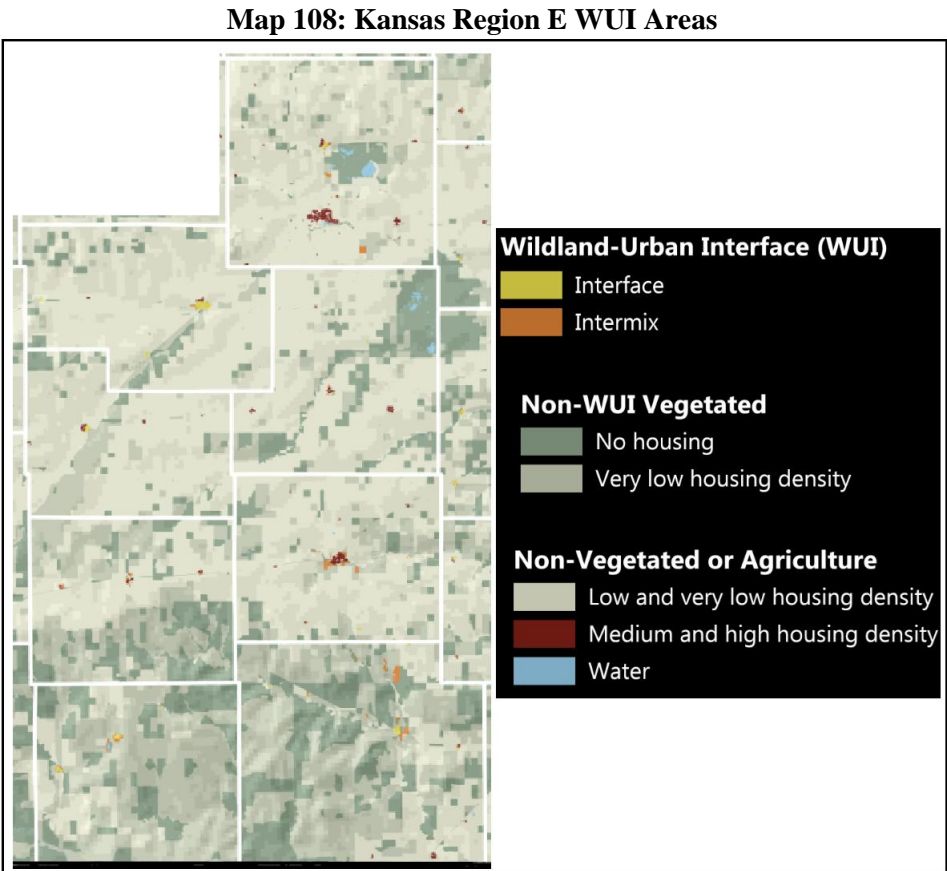 Map 108: Kansas Region E WUI Areas
Wildland-Urban Interface (WUI)
Interface
Intermix
Non-WUI Vegetated
No housing
Very low housing density
Non-Vegetated or Agriculture
Low and very low housing density
Medium and high housing density
Water